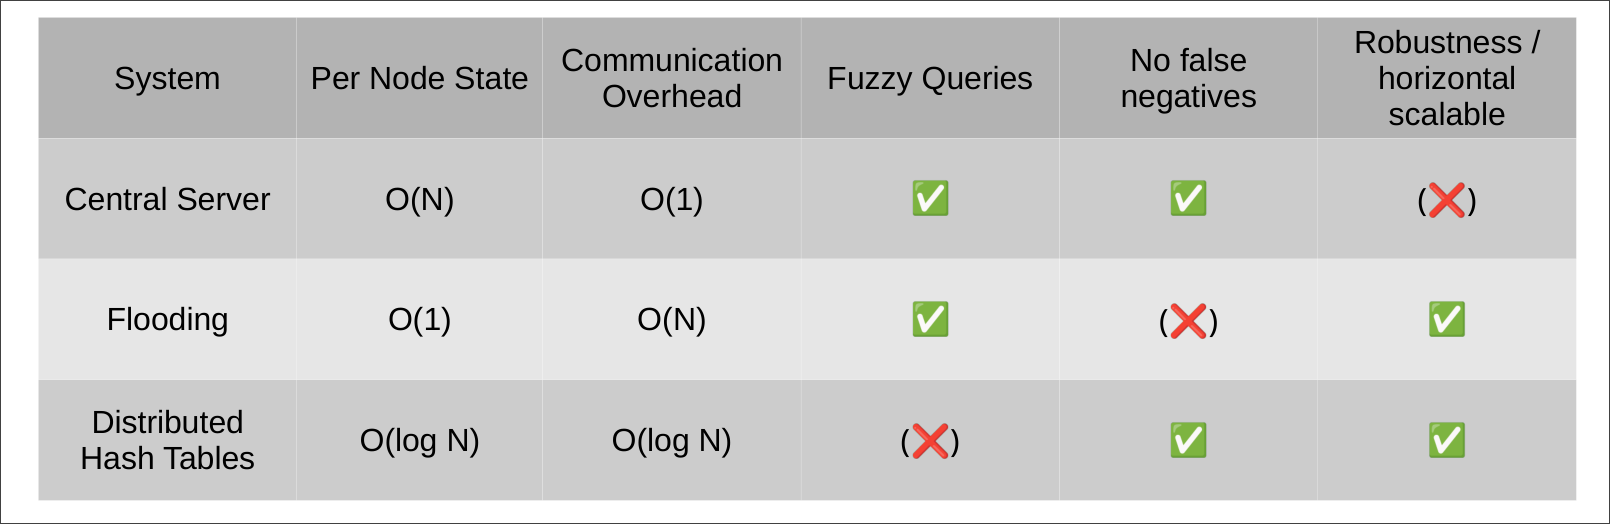 System
Per Node State
Communication
Overhead
Fuzzy Queries
No false
negatives
Robustness /
horizontal
scalable
Central Server
O(N)
O(1)
✅
✅
(❌)
Flooding
O(1)
O(N)
✅
(❌)
✅
Distributed
Hash Tables
O(log N)
O(log N)
(❌)
✅
✅